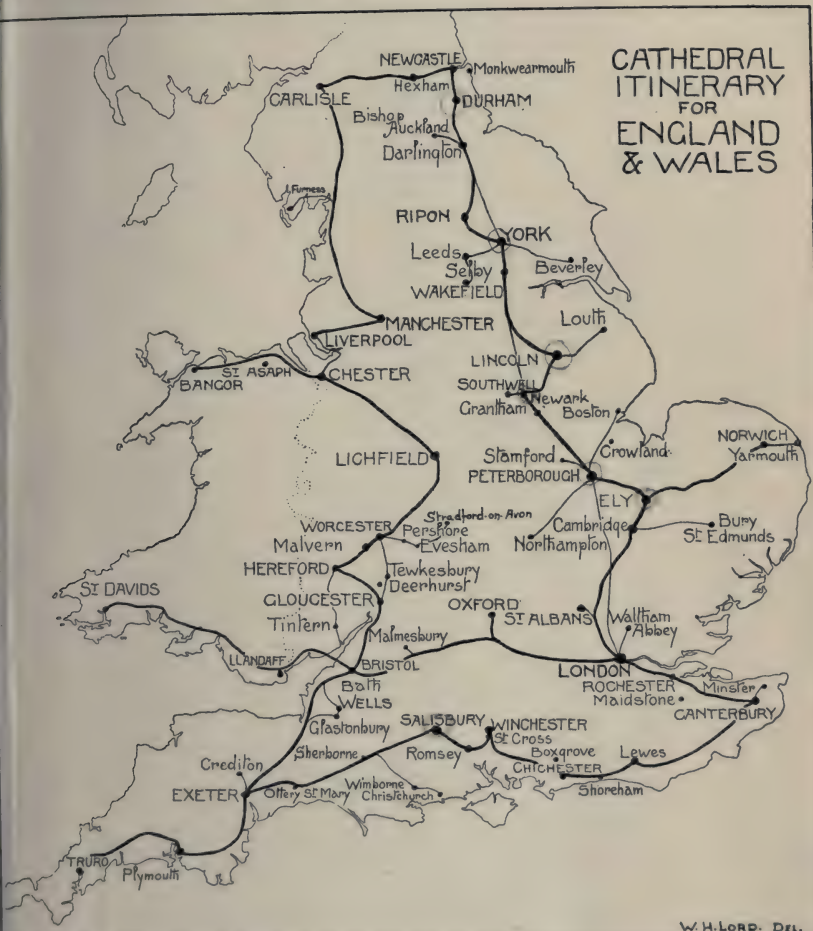 CATHEDRAL
ITINERARY
FOR
ENGLAND
& WALES
NEWCASTLE
Monkwearmouth
Hexham
CARLISLE
DURHAM
Bishop
Auckland
Darlington
Furness
RIPON
YORK
Leeds
Selby
Beverley
WAKEFIELD
MANCHESTER
Louth
LIVERPOOL
LINCOLN
ST ASAPH
BANGOR
CHESTER
SOUTHWELL
Newark
Grantham
Boston
NORWICH
Yarmouth
Crowland
Stamford
LICHFIELD
PETERBOROUGH
ELY
Stradford-on-Avon
WORCESTER
Pershore
Cambridge
Bury
St Edmunds
Malvern
Evesham
Northampton
HEREFORD
Tewkesbury
Deerhurst
ST DAVIDS
GLOUCESTER
OXFORD
ST ALBANS
Waltham
Abbey
Tintern
Malmesbury
LLANDAFF
BRISTOL
LONDON
Bath
ROCHESTER
Minster
Maidstone
CANTERBURY
WELLS
Glastonbury
SALISBURY
WINCHESTER
St Cross
Sherborne
Romsey
Boxgrove
Lewes
CHICHESTER
Crediton
Shoreham
EXETER
Ottery St Mary
Wimborne
Christchurch
TRURO
Plymouth
W. H. LORD. DEL.